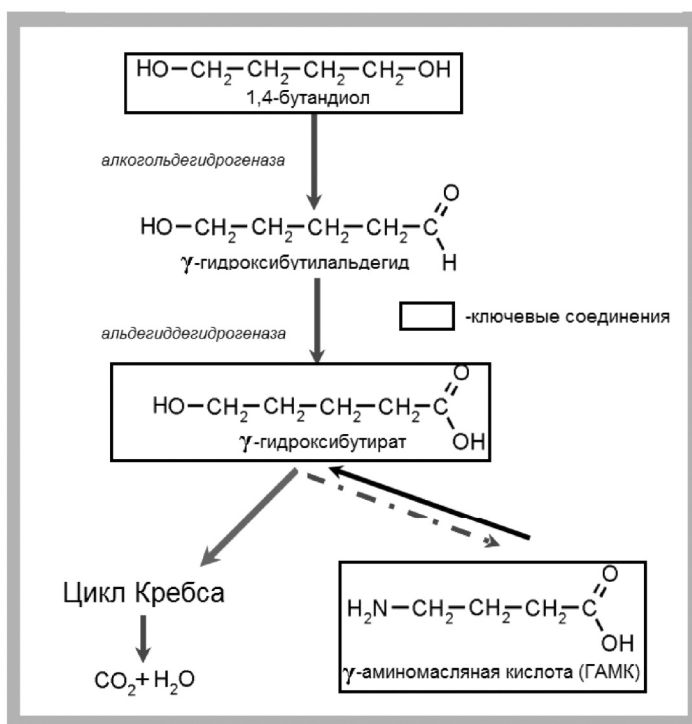 HO—CH₂—CH₂—CH₂—CH₂—OH
1,4-бутандиол
алкогольдегидрогеназа
O
HO—CH₂—CH₂—CH₂—CH₂—C
H
γ-гидроксибутилальдегид
-ключевые соединения
альдегиддегидрогеназа
O
HO—CH₂—CH₂—CH₂—CH₂—C
OH
γ-гидроксибутират
Цикл Кребса
CO₂+H₂O
O
H₂N—CH₂—CH₂—CH₂—C
OH
γ-аминомасляная кислота (ГАМК)